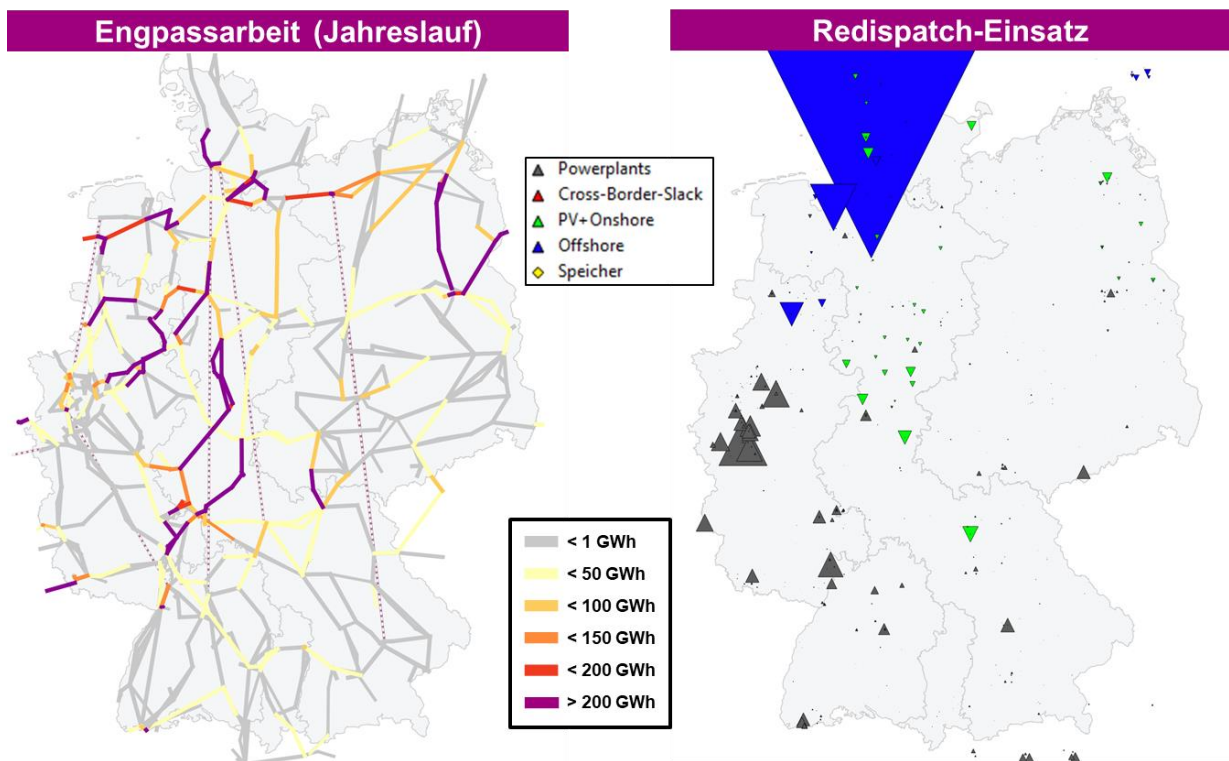 Engpassarbeit (Jahreslauf)
Redispatch-Einsatz
Powerplants
Cross-Border-Slack
PV+Onshore
Offshore
Speicher
< 1 GWh
< 50 GWh
< 100 GWh
< 150 GWh
< 200 GWh
> 200 GWh